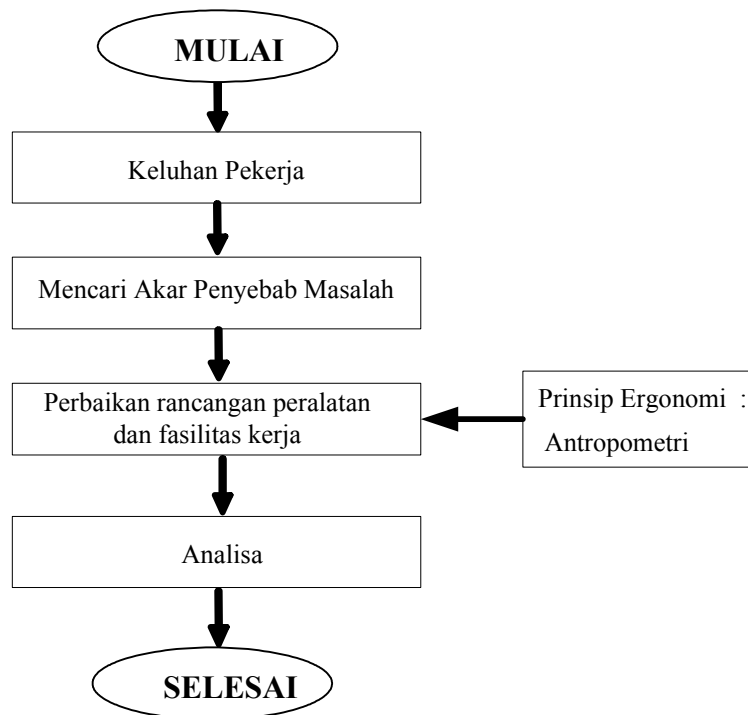 MULAI
Keluhan Pekerja
Mencari Akar Penyebab Masalah
Perbaikan rancangan peralatan
dan fasilitas kerja
Prinsip Ergonomi :
Antropometri
Analisa
SELESAI